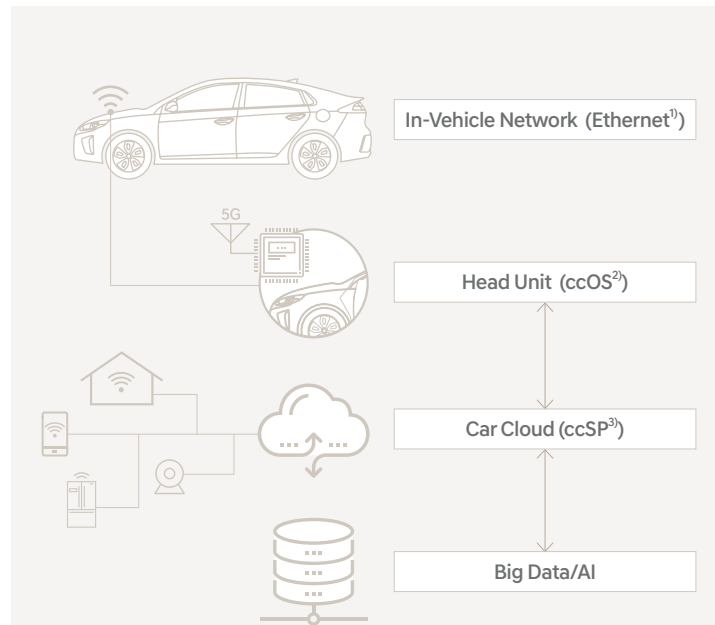 In-Vehicle Network (Ethernet¹⁾)
5G
Head Unit (ccOS²⁾)
Car Cloud (ccSP³⁾)
Big Data/AI